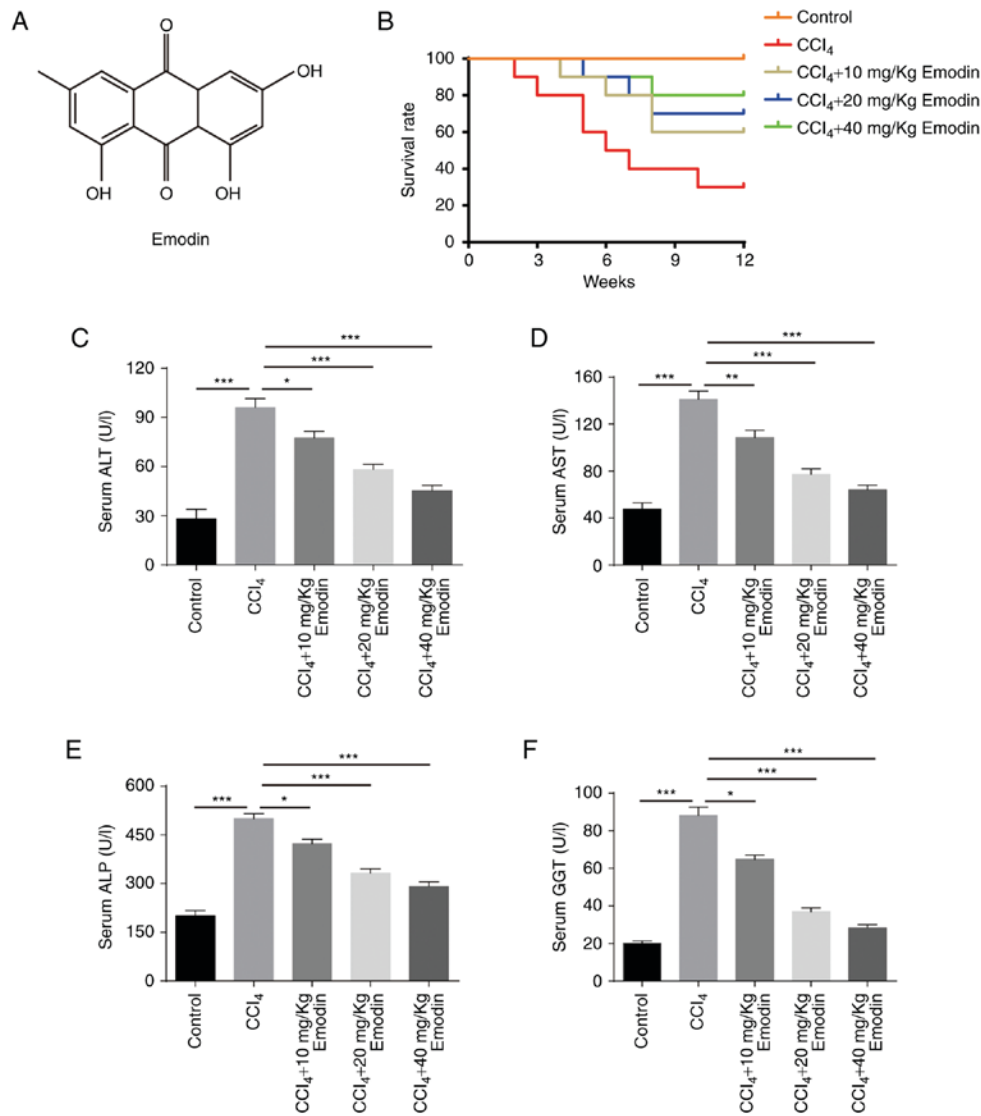 A
O
OH
OH
O
OH
Emodin
B
Control
CCl₄
CCl₄+10 mg/Kg Emodin
CCl₄+20 mg/Kg Emodin
CCl₄+40 mg/Kg Emodin
Survival rate
100
80
60
40
20
0
0
3
6
9
12
Weeks
C
Serum ALT (U/l)
120
90
60
30
0
***
*
***
***
Control
CCl₄
CCl₄+10 mg/Kg
Emodin
CCl₄+20 mg/Kg
Emodin
CCl₄+40 mg/Kg
Emodin
D
Serum AST (U/l)
160
120
80
40
0
***
**
***
***
Control
CCl₄
CCl₄+10 mg/Kg
Emodin
CCl₄+20 mg/Kg
Emodin
CCl₄+40 mg/Kg
Emodin
E
Serum ALP (U/l)
600
450
300
150
0
***
*
***
***
Control
CCl₄
CCl₄+10 mg/Kg
Emodin
CCl₄+20 mg/Kg
Emodin
CCl₄+40 mg/Kg
Emodin
F
Serum GGT (U/l)
100
80
60
40
20
0
***
*
***
***
Control
CCl₄
CCl₄+10 mg/Kg
Emodin
CCl₄+20 mg/Kg
Emodin
CCl₄+40 mg/Kg
Emodin